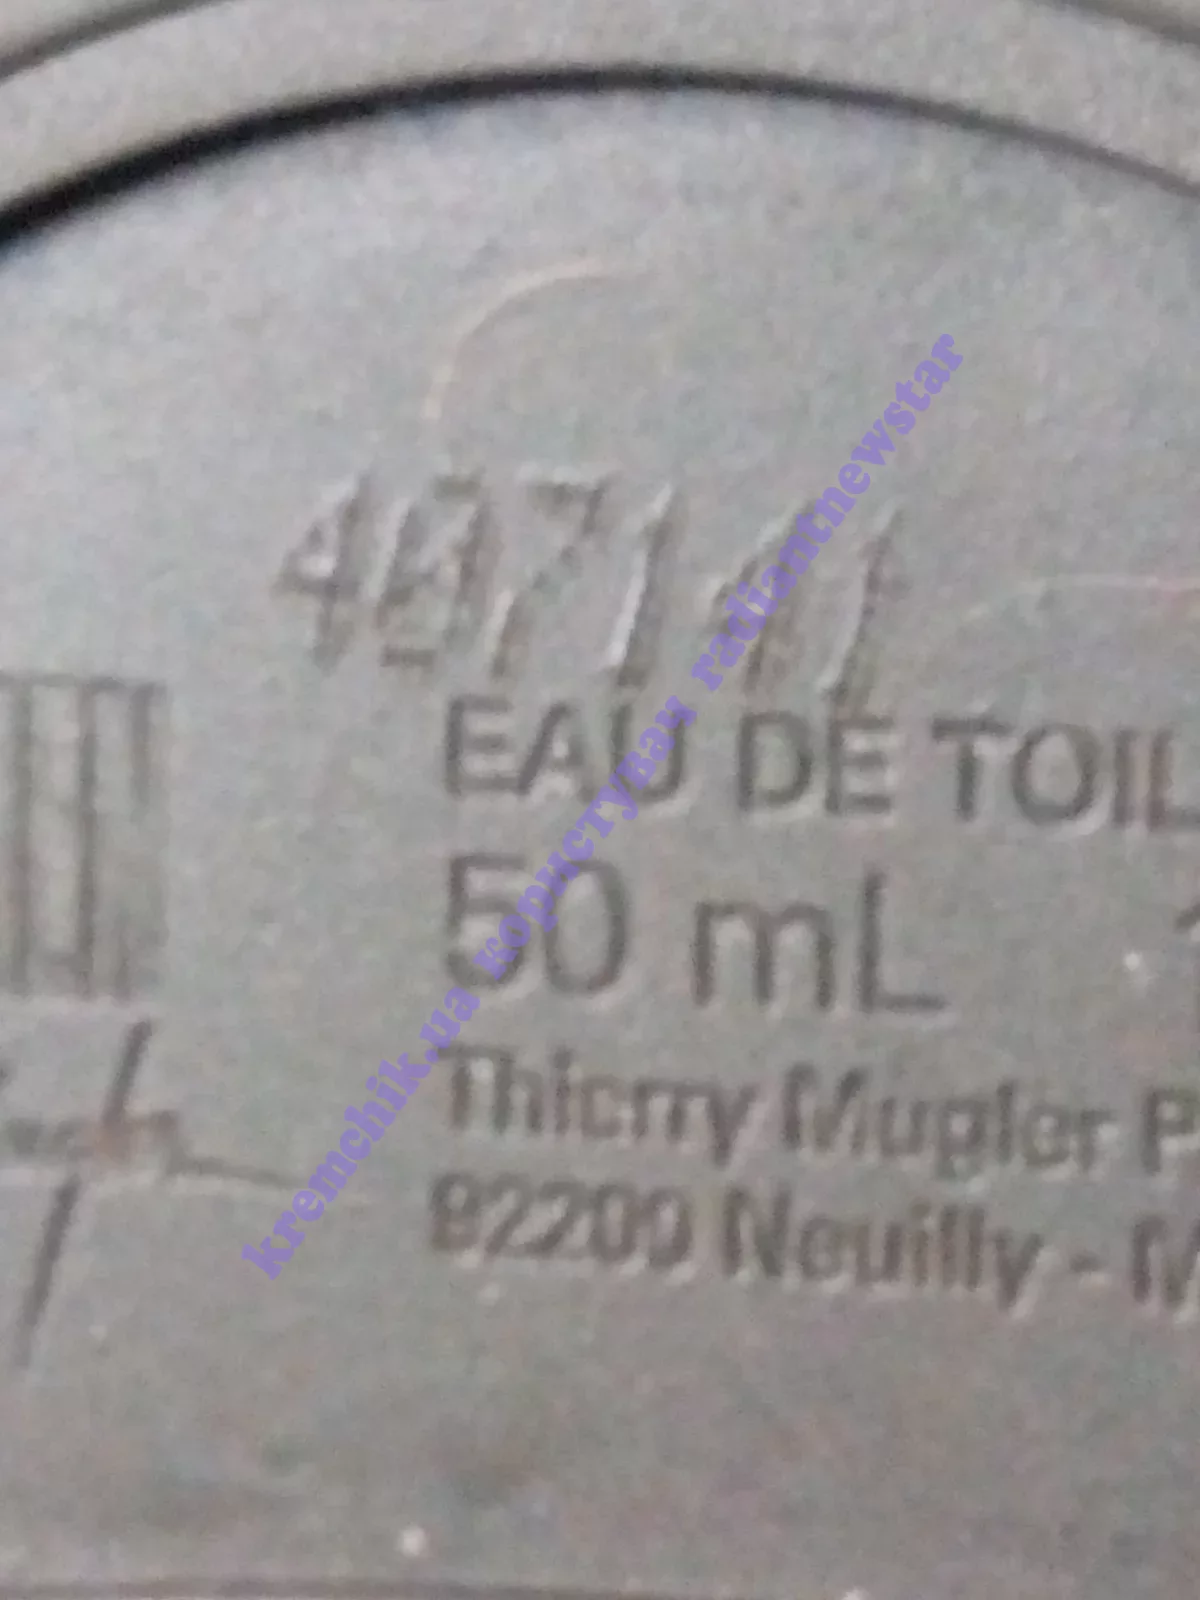 EAU DE TOIL
50 mL
Thierry Mugler P
92200 Neuilly - M
kremchik.ua користувач radiantnewstar